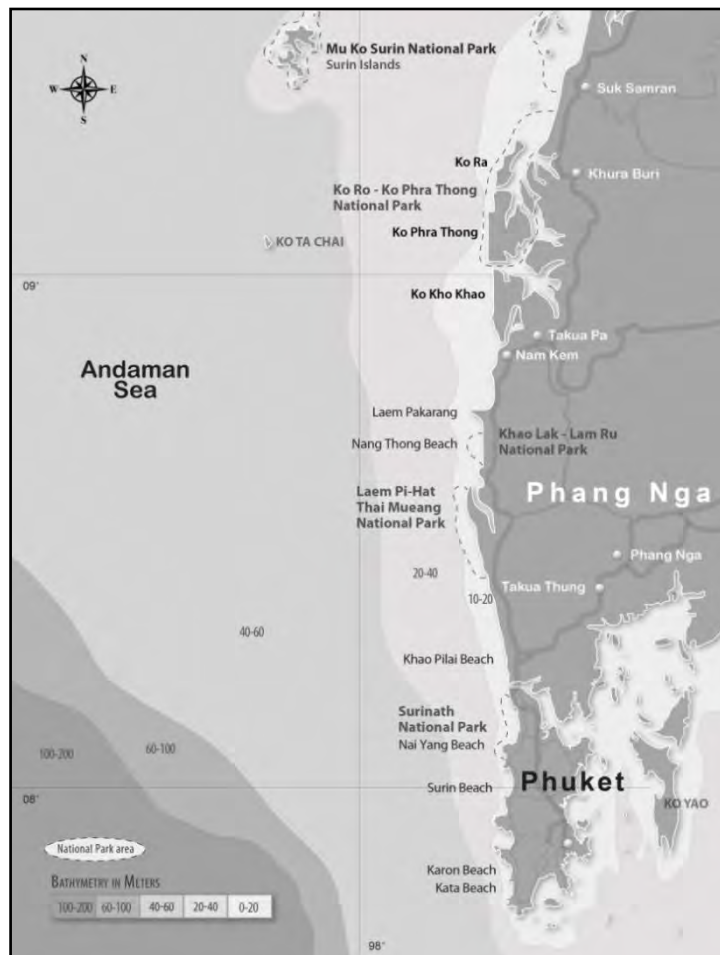 N
W E
S
Mu Ko Surin National Park
Surin Islands
Suk Samran
Ko Ra
Khura Buri
Ko Ro - Ko Phra Thong
National Park
Ko Phra Thong
KO TA CHAI
09°
Ko Kho Khao
Takua Pa
Nam Kem
Andaman
Sea
Laem Pakarang
Nang Thong Beach
Khao Lak - Lam Ru
National Park
Laem Pi-Hat
Thai Mueang
National Park
Phang Nga
Phang Nga
20-40
Takua Thung
10-20
40-60
Khao Pilai Beach
Surinath
National Park
Nai Yang Beach
100-200
60-100
Surin Beach
Phuket
KO YAO
08°
National Park area
Karon Beach
Kata Beach
BATHYMETRY IN METERS
100-200 60-100 40-60 20-40 0-20
98°